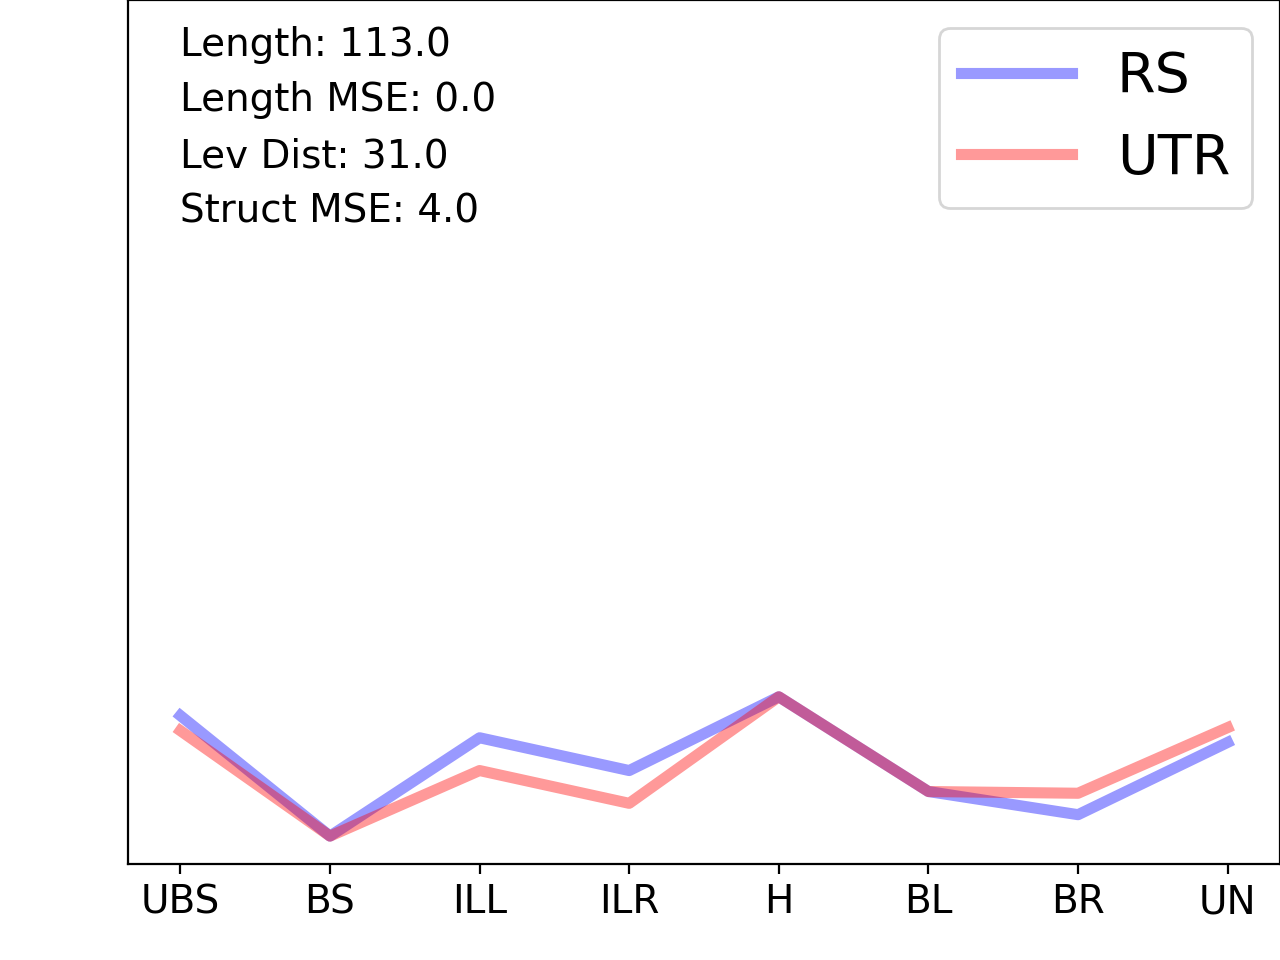 Length: 113.0
Length MSE: 0.0
Lev Dist: 31.0
Struct MSE: 4.0
RS
UTR
UBS BS ILL ILR H BL BR UN